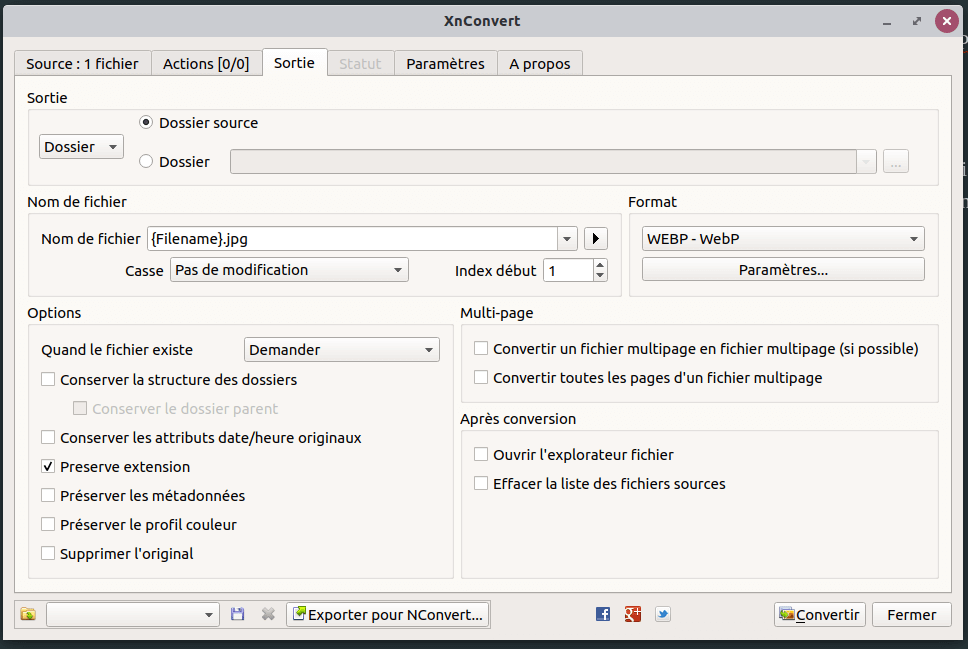 XnConvert
Source : 1 fichier
Actions [0/0]
Sortie
Statut
Paramètres
A propos
Sortie
Dossier
Dossier source
Dossier
...
Nom de fichier
Nom de fichier
{Filename}.jpg
Casse
Pas de modification
Index début
1
Format
WEBP - WebP
Paramètres...
Options
Quand le fichier existe
Demander
Conserver la structure des dossiers
Conserver le dossier parent
Conserver les attributs date/heure originaux
Preserve extension
Préserver les métadonnées
Préserver le profil couleur
Supprimer l'original
Multi-page
Convertir un fichier multipage en fichier multipage (si possible)
Convertir toutes les pages d'un fichier multipage
Après conversion
Ouvrir l'explorateur fichier
Effacer la liste des fichiers sources
Exporter pour NConvert...
Convertir
Fermer